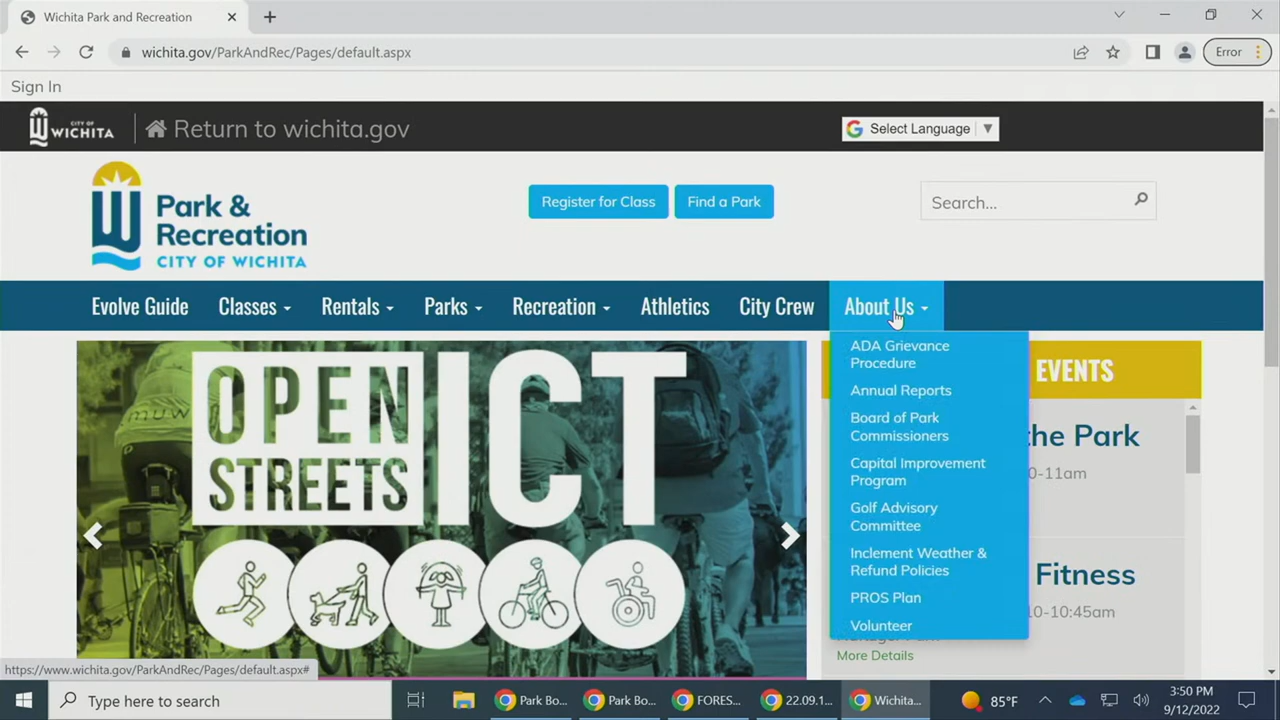 Wichita Park and Recreation
wichita.gov/ParkAndRec/Pages/default.aspx
Error
Sign In
CITY OF
WICHITA
Return to wichita.gov
Select Language
Park &
Recreation
CITY OF WICHITA
Register for Class
Find a Park
Search...
Evolve Guide
Classes
Rentals
Parks
Recreation
Athletics
City Crew
About Us
ADA Grievance
Procedure
Annual Reports
Board of Park
Commissioners
Capital Improvement
Program
Golf Advisory
Committee
Inclement Weather &
Refund Policies
PROS Plan
Volunteer
OPEN
STREETS
ICT
EVENTS
the Park
0-11am
Fitness
10-10:45am
More Details
https://www.wichita.gov/ParkAndRec/Pages/default.aspx#
Type here to search
Park Bo...
Park Bo...
FORES...
22.09.1...
Wichita...
85°F
3:50 PM
9/12/2022